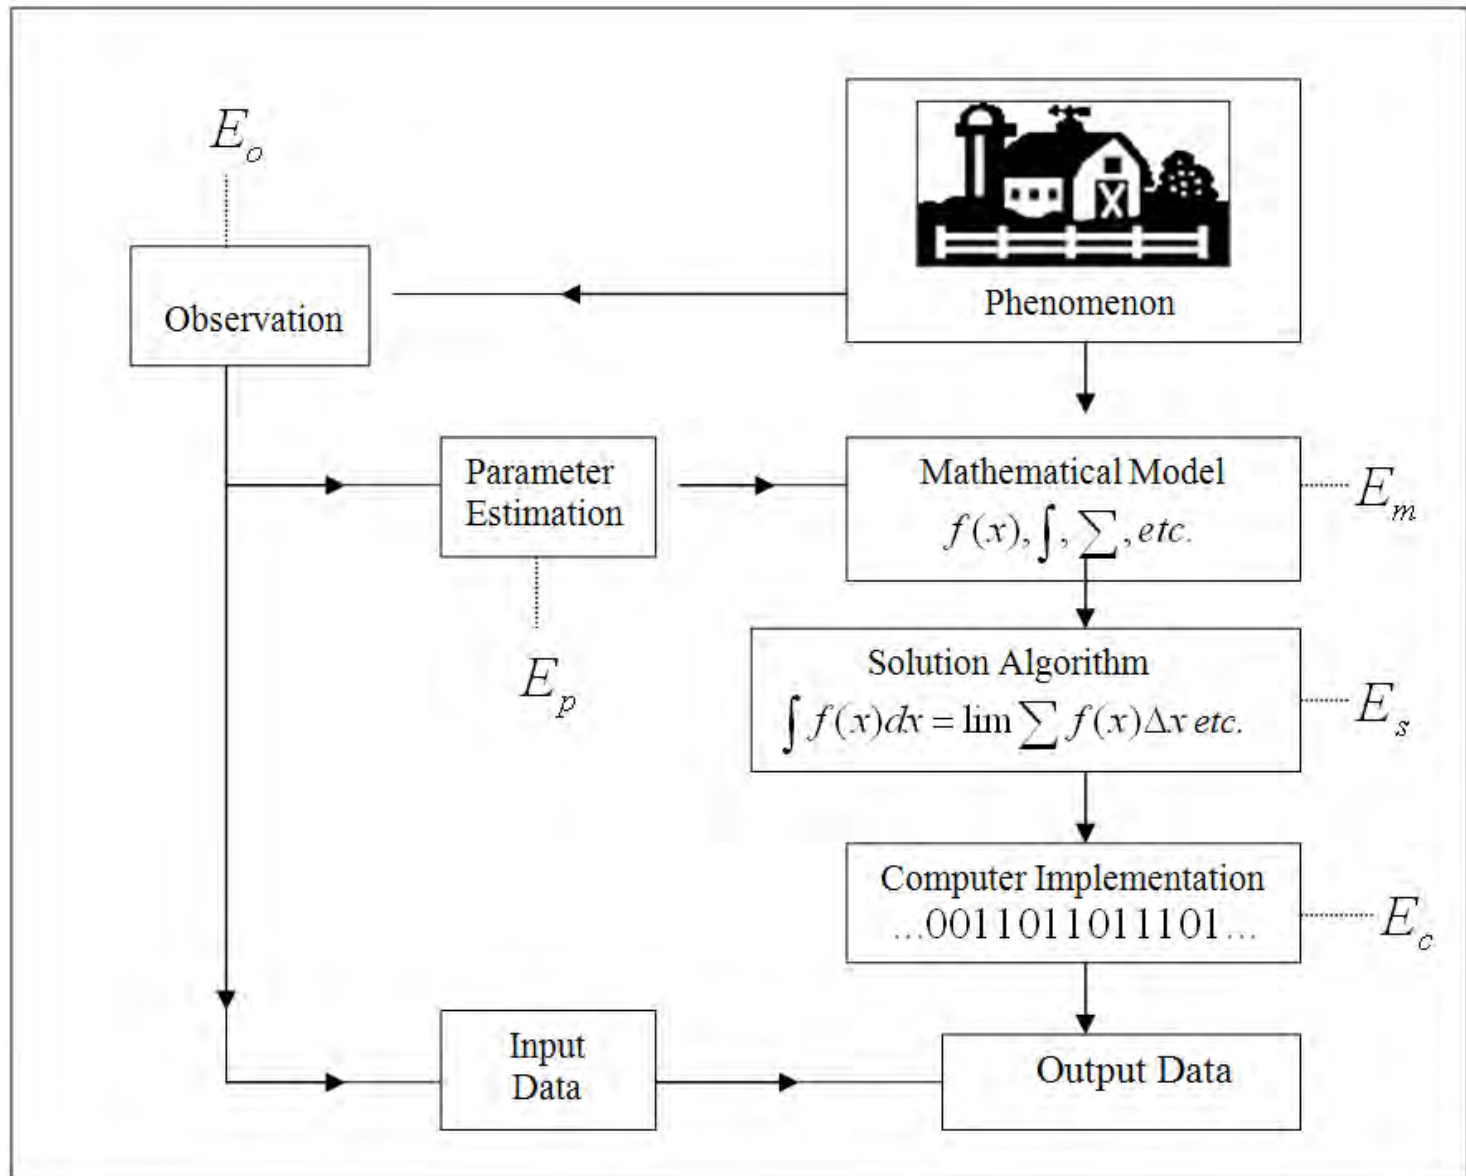 E_o
Phenomenon
Observation
Parameter
Estimation
Mathematical Model
f(x), ∫, ∑, etc.
E_m
E_p
Solution Algorithm
∫ f(x)dx = lim ∑ f(x)Δx etc.
E_s
Computer Implementation
...0011011011101...
E_c
Input
Data
Output Data